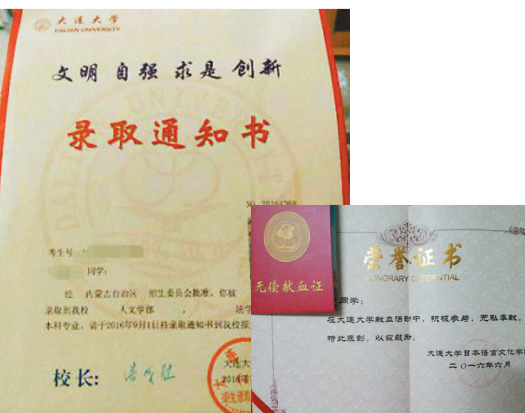 大连大学
DALIAN UNIVERSITY
文明 自强 求是 创新
录取通知书
考生号:
同学:
经 内蒙古自治区 招生委员会批准,你被
录取到我校 人文学部 法学
本科专业。请于2016年9月1日持录取通知书到我校报
校长:
无偿献血证
荣誉证书
HONORARY CREDENTIAL
同学:
在大连大学献血活动中,积极参与,无私奉献。
特此表彰,以兹鼓励。
大连大学日本语言文化学
二〇一六年六月